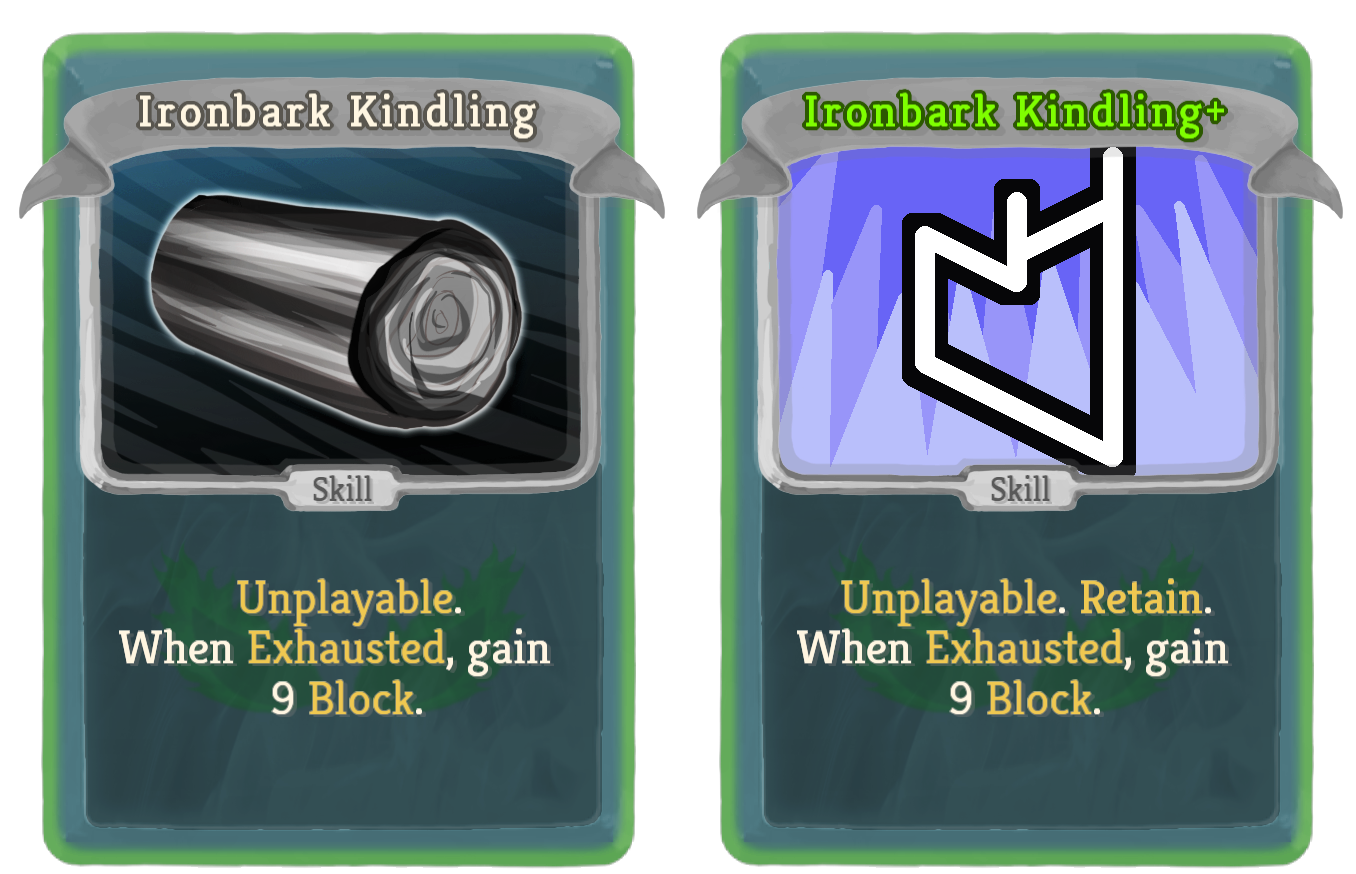 Ironbark Kindling
Skill
Unplayable.
When Exhausted, gain
9 Block.
Ironbark Kindling+
Skill
Unplayable. Retain.
When Exhausted, gain
9 Block.